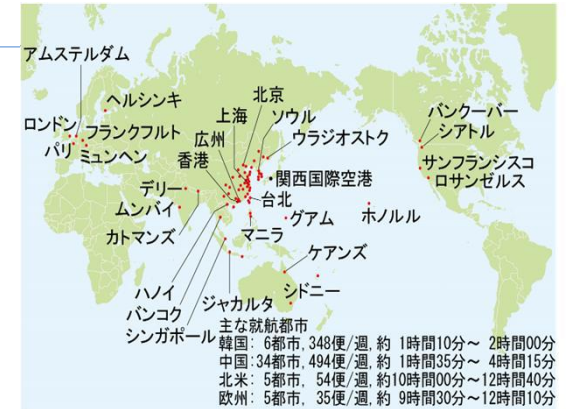 アムステルダム
ヘルシンキ
北京
ロンドン
上海
ソウル
バンクーバー
フランクフルト
広州
ウラジオストク
シアトル
パリ
ミュンヘン
香港
サンフランシスコ
デリー
・関西国際空港
ロサンゼルス
ムンバイ
台北
グアム
ホノルル
カトマンズ
マニラ
ケアンズ
ハノイ
ジャカルタ
シドニー
バンコク
シンガポール
主な就航都市
韓国: 6都市,348便/週,約 1時間10分〜 2時間00分
中国:34都市,494便/週,約 1時間35分〜 4時間15分
北米: 5都市, 54便/週,約10時間00分〜12時間40分
欧州: 5都市, 35便/週,約 9時間30分〜12時間10分